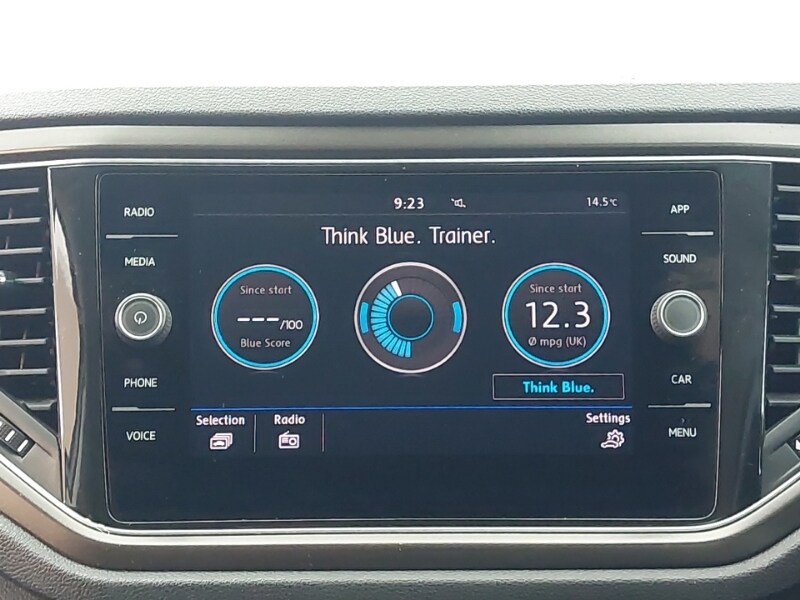 9:23
14.5°C
Think Blue. Trainer.
RADIO
MEDIA
PHONE
VOICE
Since start
---/100
Blue Score
Since start
12.3
Ø mpg (UK)
Think Blue.
Selection
Radio
Settings
APP
SOUND
CAR
MENU